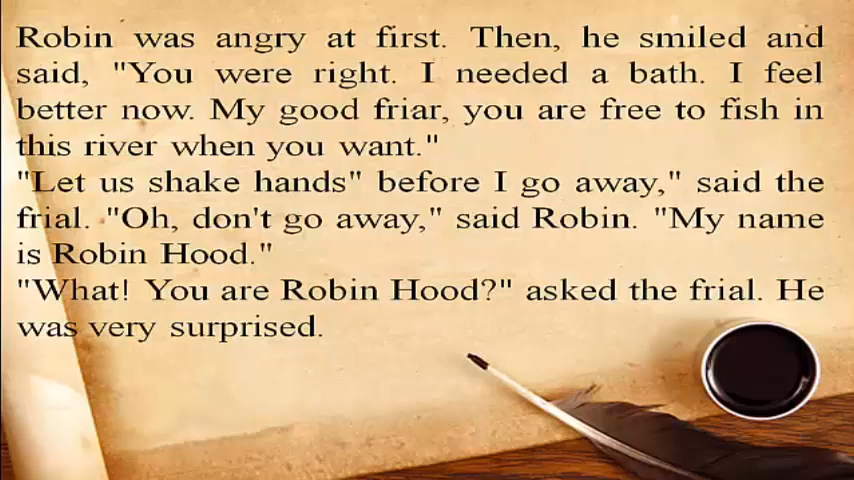 Robin was angry at first. Then, he smiled and
said, "You were right. I needed a bath. I feel
better now. My good friar, you are free to fish in
this river when you want."
"Let us shake hands" before I go away," said the
frial. "Oh, don't go away," said Robin. "My name
is Robin Hood."
"What! You are Robin Hood?" asked the frial. He
was very surprised.